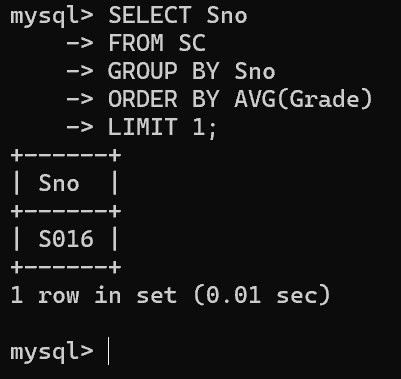 mysql> SELECT Sno
    -> FROM SC
    -> GROUP BY Sno
    -> ORDER BY AVG(Grade)
    -> LIMIT 1;
+------+
| Sno  |
+------+
| S016 |
+------+
1 row in set (0.01 sec)
mysql>